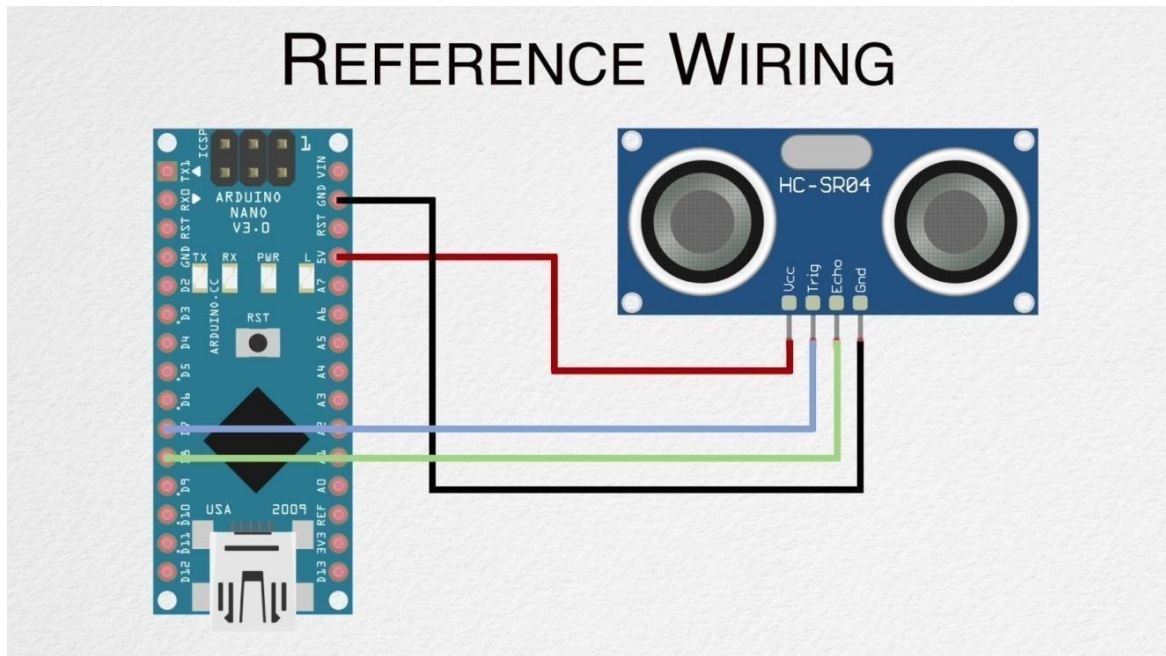 REFERENCE WIRING
ICSP
1
TX1
RX0
RST
GND
D2
D3
D4
D5
D6
D7
D8
D9
D10
D11
D12
ARDUINO
NANO
V3.0
TX RX PWR L
ARDUINO.CC
RST
USA 2009
VIN
GND
RST
5V
A7
A6
A5
A4
A3
A2
A1
A0
REF
3V3
D13
HC-SR04
Vcc
Trig
Echo
Gnd